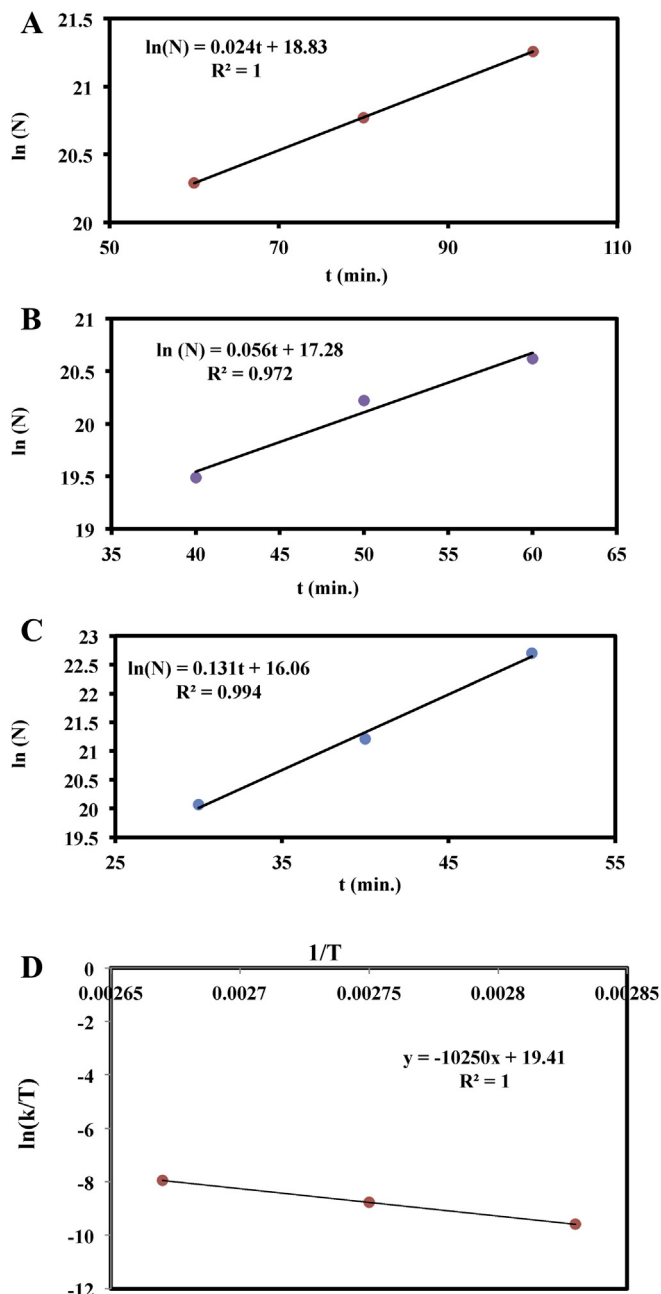 A
ln(N) = 0.024t + 18.83
R² = 1
21.5
21
20.5
20
ln (N)
50
70
90
110
t (min.)
B
ln (N) = 0.056t + 17.28
R² = 0.972
21
20.5
20
19.5
19
ln (N)
35
40
45
50
55
60
65
t (min.)
C
ln(N) = 0.131t + 16.06
R² = 0.994
23
22.5
22
21.5
21
20.5
20
19.5
ln (N)
25
35
45
55
t (min.)
D
1/T
0
0.00265
0.0027
0.00275
0.0028
0.00285
-2
y = -10250x + 19.41
R² = 1
-4
-6
-8
-10
-12
ln(k/T)